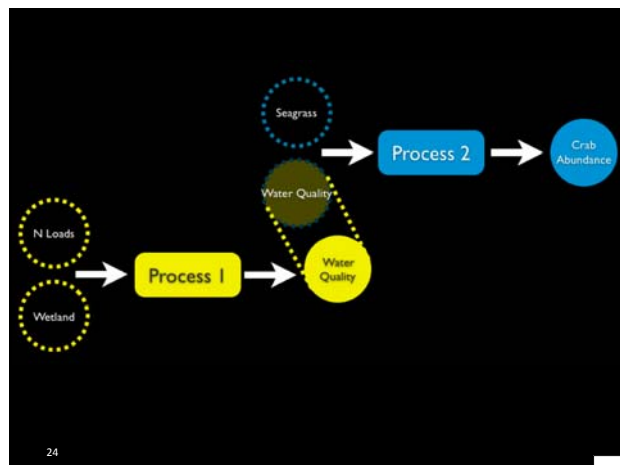 Seagrass
Process 2
Crab
Abundance
Water Quality
N Loads
Process 1
Water
Quality
Wetland
24